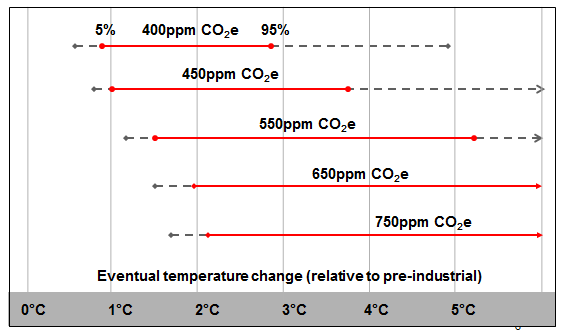 5% 400ppm CO₂e 95%
450ppm CO₂e
550ppm CO₂e
650ppm CO₂e
750ppm CO₂e
Eventual temperature change (relative to pre-industrial)
0°C 1°C 2°C 3°C 4°C 5°C